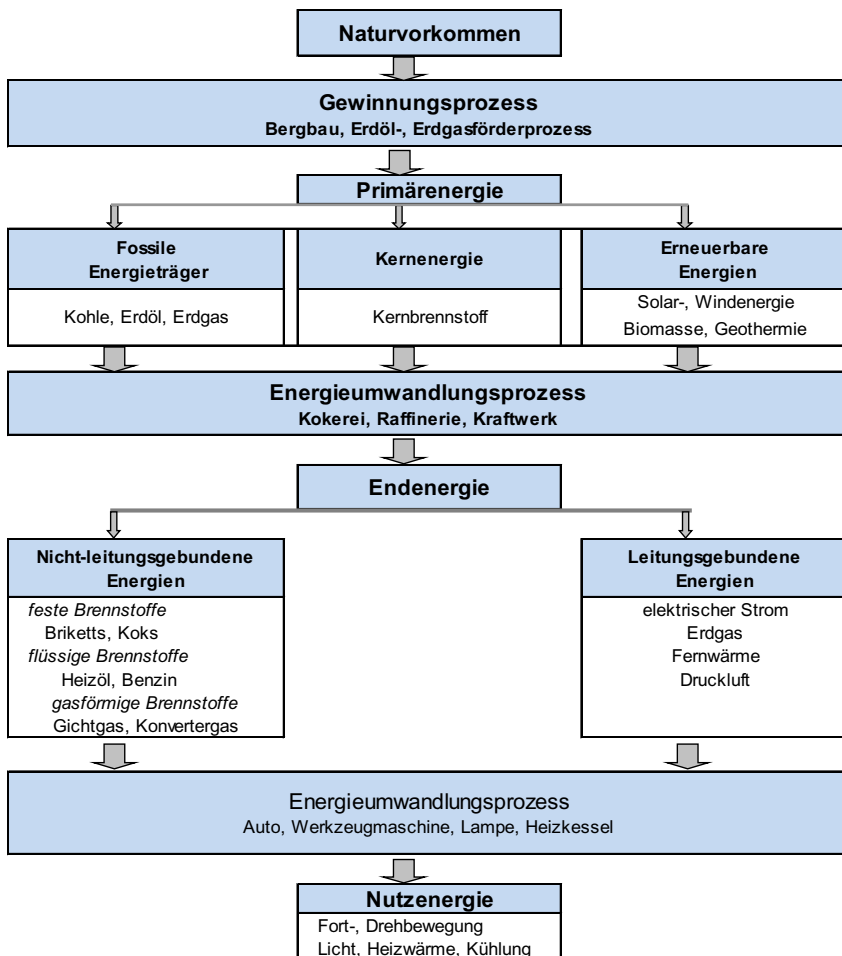 Naturvorkommen
Gewinnungsprozess
Bergbau, Erdöl-, Erdgasförderprozess
Primärenergie
Fossile
Energieträger
Kohle, Erdöl, Erdgas
Kernenergie
Kernbrennstoff
Erneuerbare
Energien
Solar-, Windenergie
Biomasse, Geothermie
Energieumwandlungsprozess
Kokerei, Raffinerie, Kraftwerk
Endenergie
Nicht-leitungsgebundene
Energien
feste Brennstoffe
Briketts, Koks
flüssige Brennstoffe
Heizöl, Benzin
gasförmige Brennstoffe
Gichtgas, Konvertergas
Leitungsgebundene
Energien
elektrischer Strom
Erdgas
Fernwärme
Druckluft
Energieumwandlungsprozess
Auto, Werkzeugmaschine, Lampe, Heizkessel
Nutzenergie
Fort-, Drehbewegung
Licht, Heizwärme, Kühlung